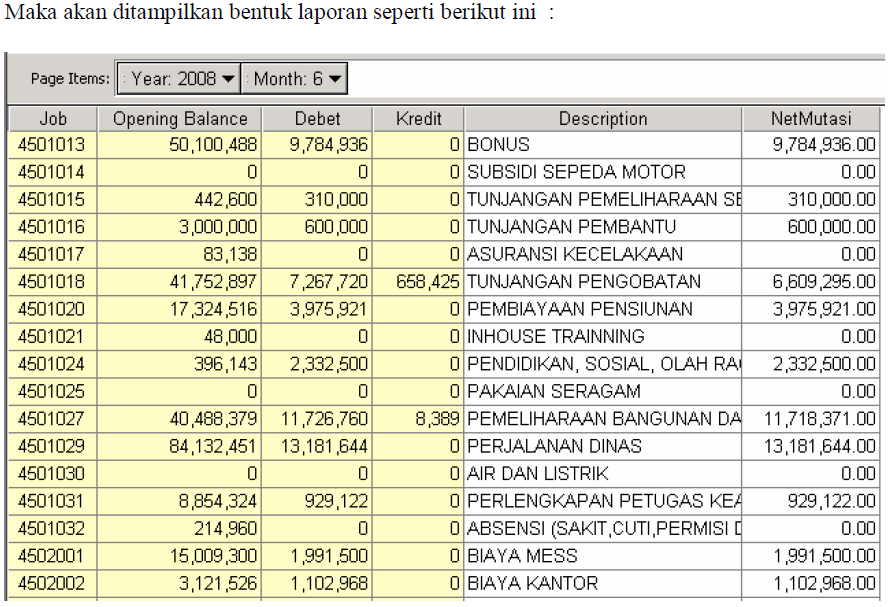 Maka akan ditampilkan bentuk laporan seperti berikut ini :
Page Items: Year: 2008 Month: 6
Job Opening Balance Debet Kredit Description NetMutasi
4501013 50,100,488 9,784,936 0 BONUS 9,784,936.00
4501014 0 0 0 SUBSIDI SEPEDA MOTOR 0.00
4501015 442,600 310,000 0 TUNJANGAN PEMELIHARAAN SE 310,000.00
4501016 3,000,000 600,000 0 TUNJANGAN PEMBANTU 600,000.00
4501017 83,138 0 0 ASURANSI KECELAKAAN 0.00
4501018 41,752,897 7,267,720 658,425 TUNJANGAN PENGOBATAN 6,609,295.00
4501020 17,324,516 3,975,921 0 PEMBIAYAAN PENSIUNAN 3,975,921.00
4501021 48,000 0 0 INHOUSE TRAINNING 0.00
4501024 396,143 2,332,500 0 PENDIDIKAN, SOSIAL, OLAH RA 2,332,500.00
4501025 0 0 0 PAKAIAN SERAGAM 0.00
4501027 40,488,379 11,726,760 8,389 PEMELIHARAAN BANGUNAN DA 11,718,371.00
4501029 84,132,451 13,181,644 0 PERJALANAN DINAS 13,181,644.00
4501030 0 0 0 AIR DAN LISTRIK 0.00
4501031 8,854,324 929,122 0 PERLENGKAPAN PETUGAS KEA 929,122.00
4501032 214,960 0 0 ABSENSI (SAKIT,CUTI,PERMISI D 0.00
4502001 15,009,300 1,991,500 0 BIAYA MESS 1,991,500.00
4502002 3,121,526 1,102,968 0 BIAYA KANTOR 1,102,968.00